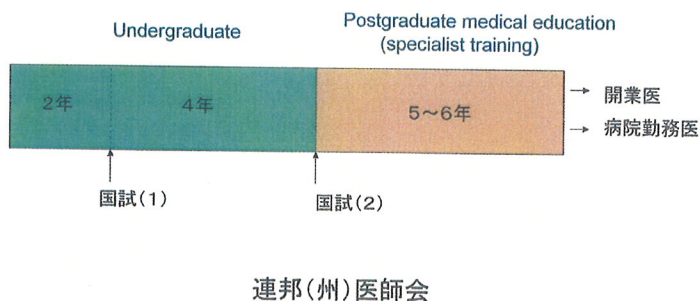 Undergraduate
Postgraduate medical education
(specialist training)
2年
4年
5～6年
→ 開業医
→ 病院勤務医
国試(1)
国試(2)
連邦(州)医師会